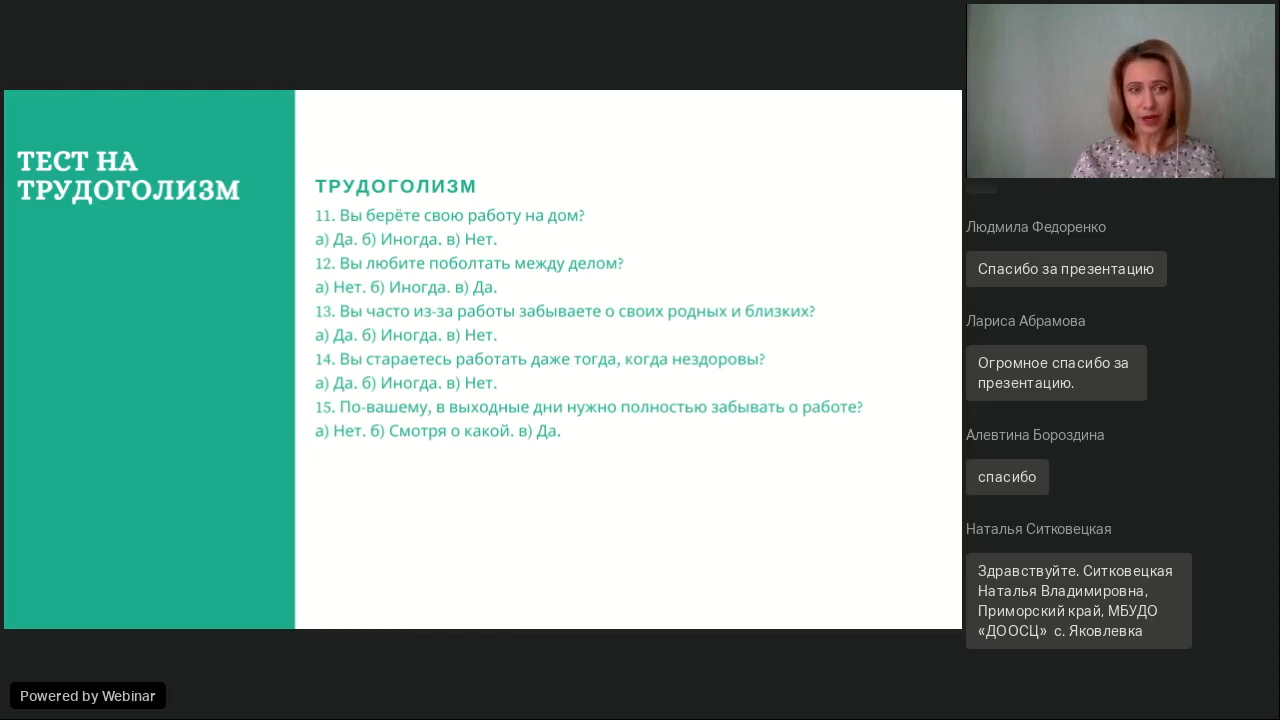 ТЕСТ НА
ТРУДОГОЛИЗМ
ТРУДОГОЛИЗМ
11. Вы берёте свою работу на дом?
а) Да. б) Иногда. в) Нет.
12. Вы любите поболтать между делом?
а) Нет. б) Иногда. в) Да.
13. Вы часто из-за работы забываете о своих родных и близких?
а) Да. б) Иногда. в) Нет.
14. Вы стараетесь работать даже тогда, когда нездоровы?
а) Да. б) Иногда. в) Нет.
15. По-вашему, в выходные дни нужно полностью забывать о работе?
а) Нет. б) Смотря о какой. в) Да.
Людмила Федоренко
Спасибо за презентацию
Лариса Абрамова
Огромное спасибо за
презентацию.
Алевтина Бороздина
спасибо
Наталья Ситковецкая
Здравствуйте. Ситковецкая
Наталья Владимировна,
Приморский край, МБУДО
«ДООСЦ» с. Яковлевка
Powered by Webinar